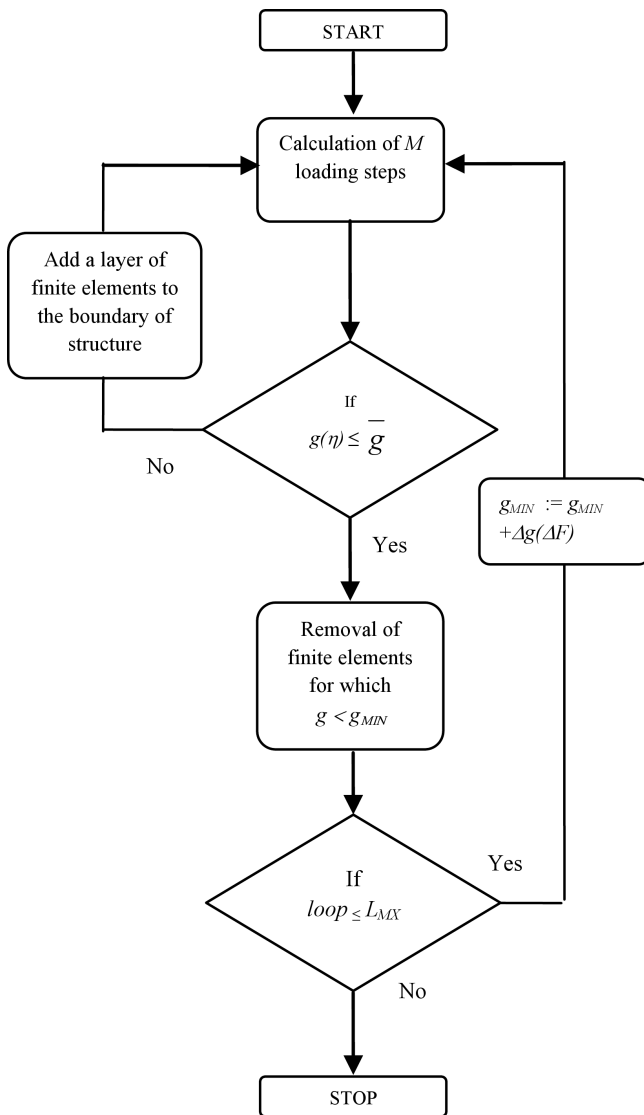 START
Calculation of M
loading steps
Add a layer of
finite elements to
the boundary of
structure
If
g(η) ≤ g̅
No
Yes
g_MIN := g_MIN
+Δg(ΔF)
Removal of
finite elements
for which
g < g_MIN
If
loop ≤ L_MX
Yes
No
STOP